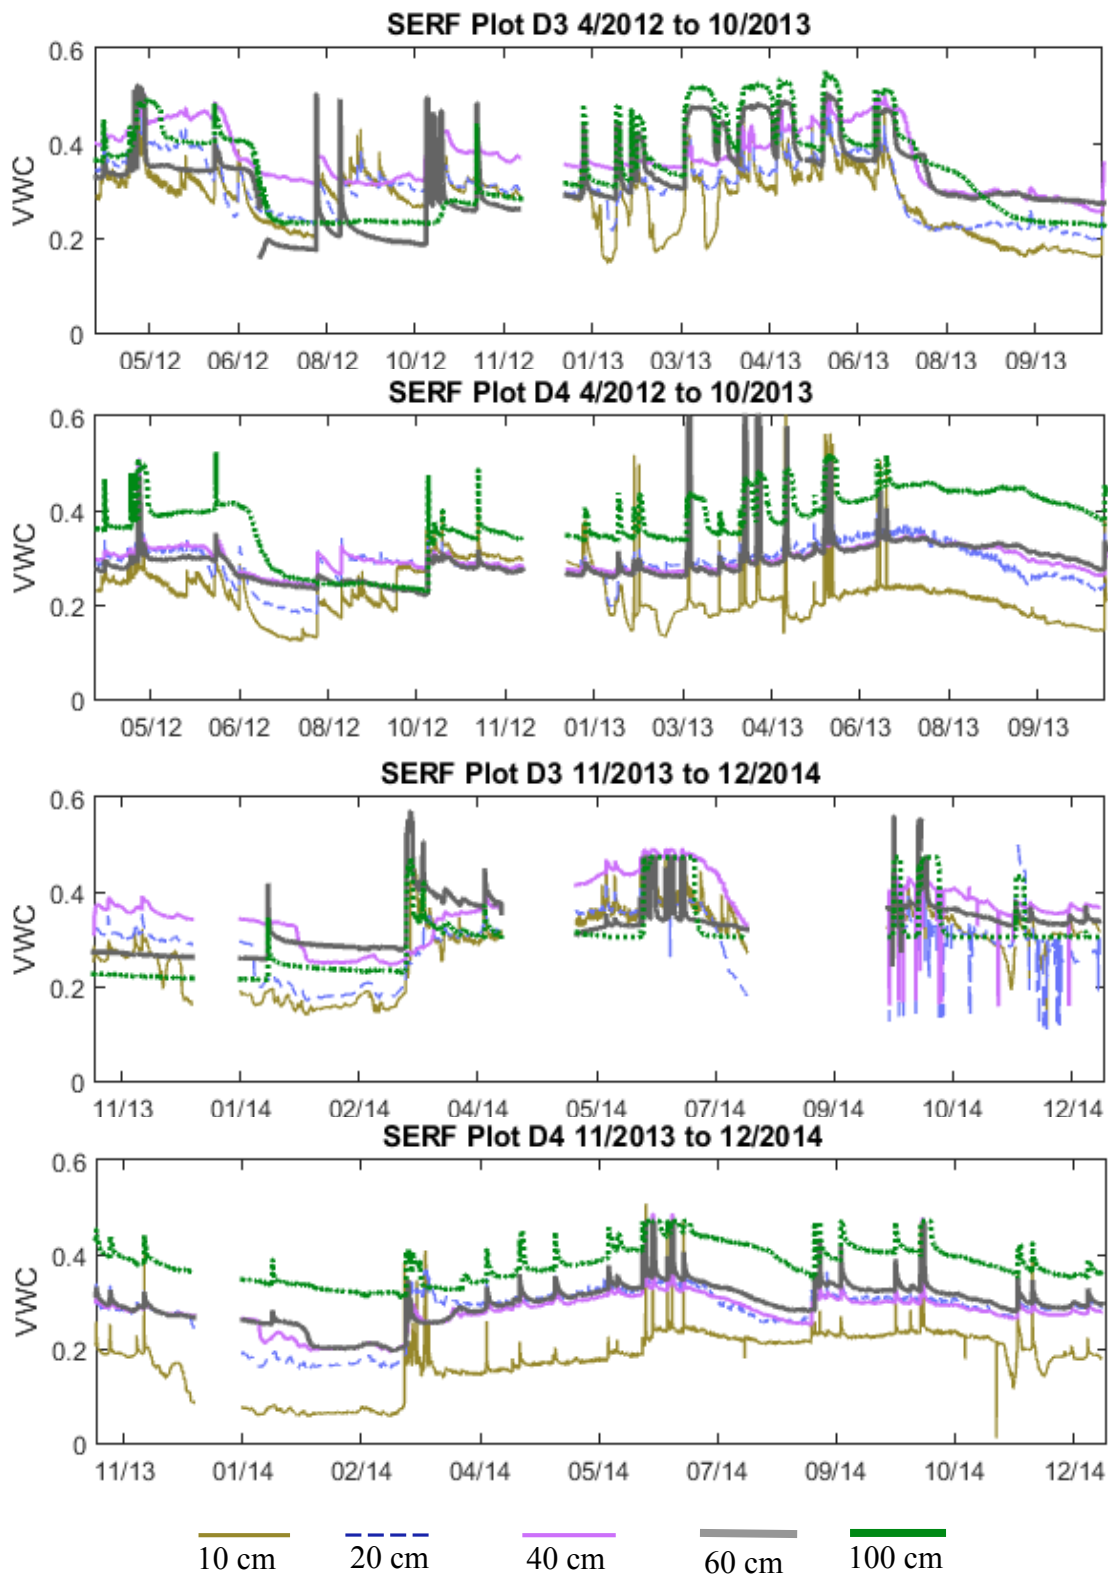 SERF Plot D3 4/2012 to 10/2013
0.6
0.4
0.2
0
VWC
05/12 06/12 08/12 10/12 11/12 01/13 03/13 04/13 06/13 08/13 09/13
SERF Plot D4 4/2012 to 10/2013
0.6
0.4
0.2
0
VWC
05/12 06/12 08/12 10/12 11/12 01/13 03/13 04/13 06/13 08/13 09/13
SERF Plot D3 11/2013 to 12/2014
0.6
0.4
0.2
0
VWC
11/13 01/14 02/14 04/14 05/14 07/14 09/14 10/14 12/14
SERF Plot D4 11/2013 to 12/2014
0.6
0.4
0.2
0
VWC
11/13 01/14 02/14 04/14 05/14 07/14 09/14 10/14 12/14
10 cm 20 cm 40 cm 60 cm 100 cm